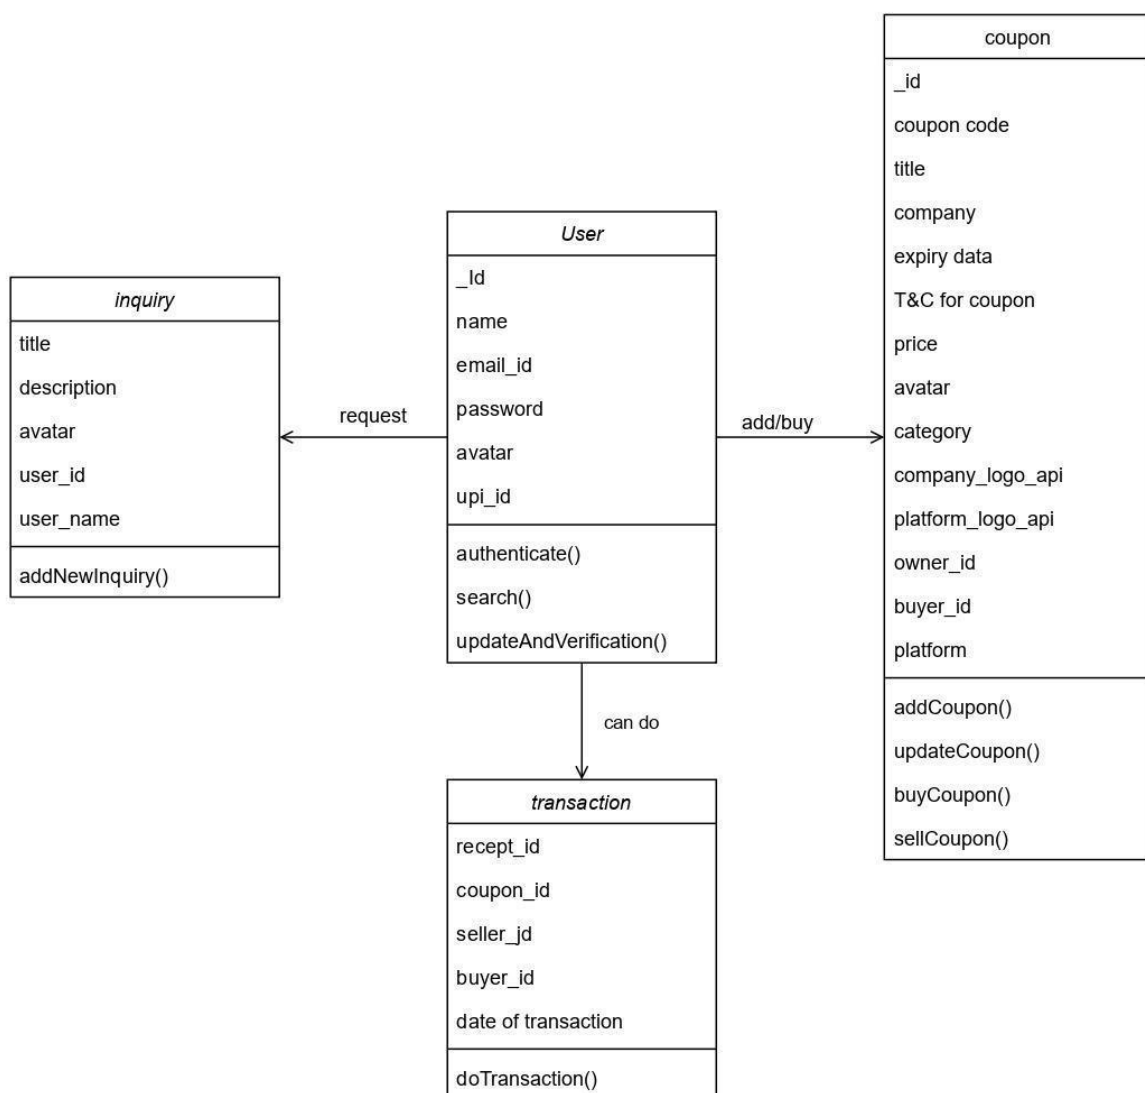 coupon
_id
coupon code
title
company
expiry data
T&C for coupon
price
avatar
category
company_logo_api
platform_logo_api
owner_id
buyer_id
platform
addCoupon()
updateCoupon()
buyCoupon()
sellCoupon()
User
_Id
name
email_id
password
avatar
upi_id
authenticate()
search()
updateAndVerification()
inquiry
title
description
avatar
user_id
user_name
addNewInquiry()
request
add/buy
can do
transaction
recept_id
coupon_id
seller_jd
buyer_id
date of transaction
doTransaction()